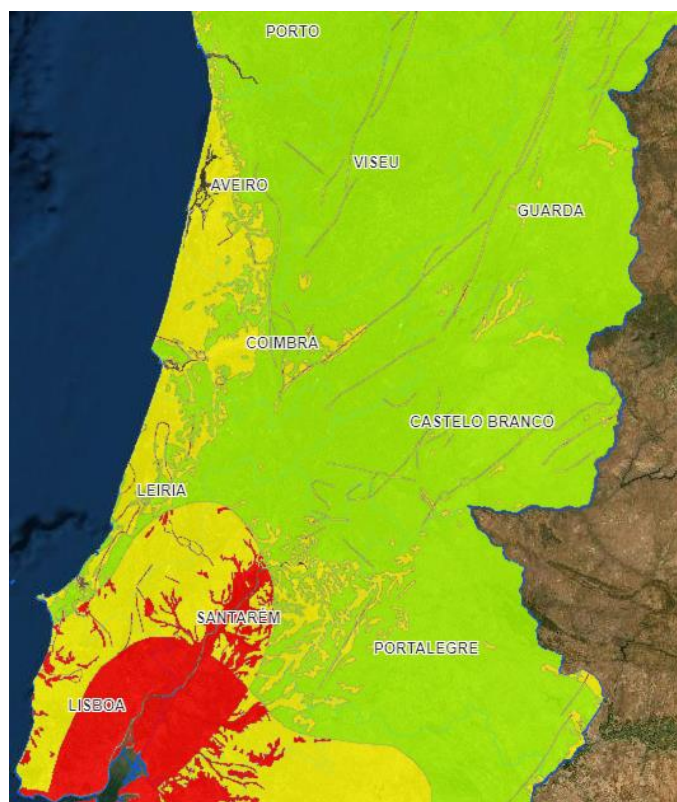 PORTO
VISEU
AVEIRO
GUARDA
COIMBRA
CASTELO BRANCO
LEIRIA
SANTARÉM
PORTALEGRE
LISBOA